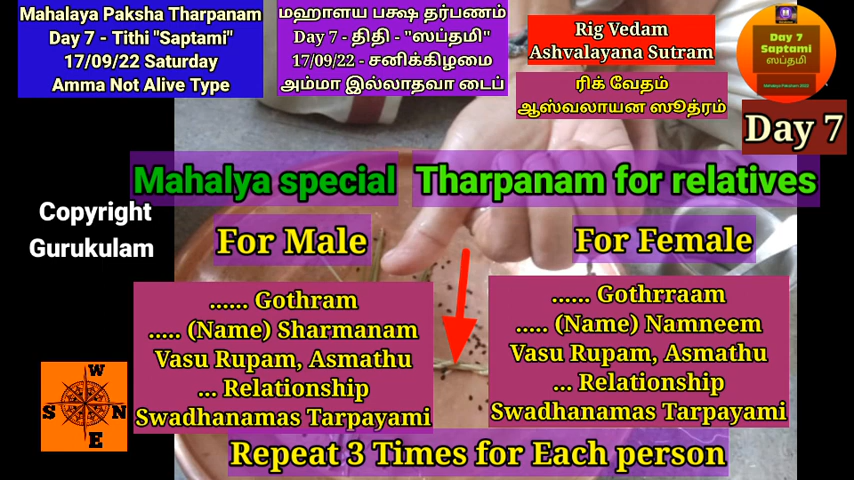 Mahalaya Paksha Tharpanam
Day 7 - Tithi "Saptami"
17/09/22 Saturday
Amma Not Alive Type
மஹாளய பக்ஷ தர்பணம்
Day 7 - திதி - "ஸப்தமி"
17/09/22 - சனிக்கிழமை
அம்மா இல்லாதவா டைப்
Rig Vedam
Ashvalayana Sutram
ரிக் வேதம்
ஆஸ்வலாயன ஸூத்ரம்
Day 7
Saptami
ஸப்தமி
Mahalaya Paksham 2022
Day 7
Mahalya special Tharpanam for relatives
Copyright
Gurukulam
For Male
...... Gothram
..... (Name) Sharmanam
Vasu Rupam, Asmathu
... Relationship
Swadhanamas Tarpayami
For Female
...... Gothrraam
..... (Name) Namneem
Vasu Rupam, Asmathu
... Relationship
Swadhanamas Tarpayami
W
S N
E
Repeat 3 Times for Each person